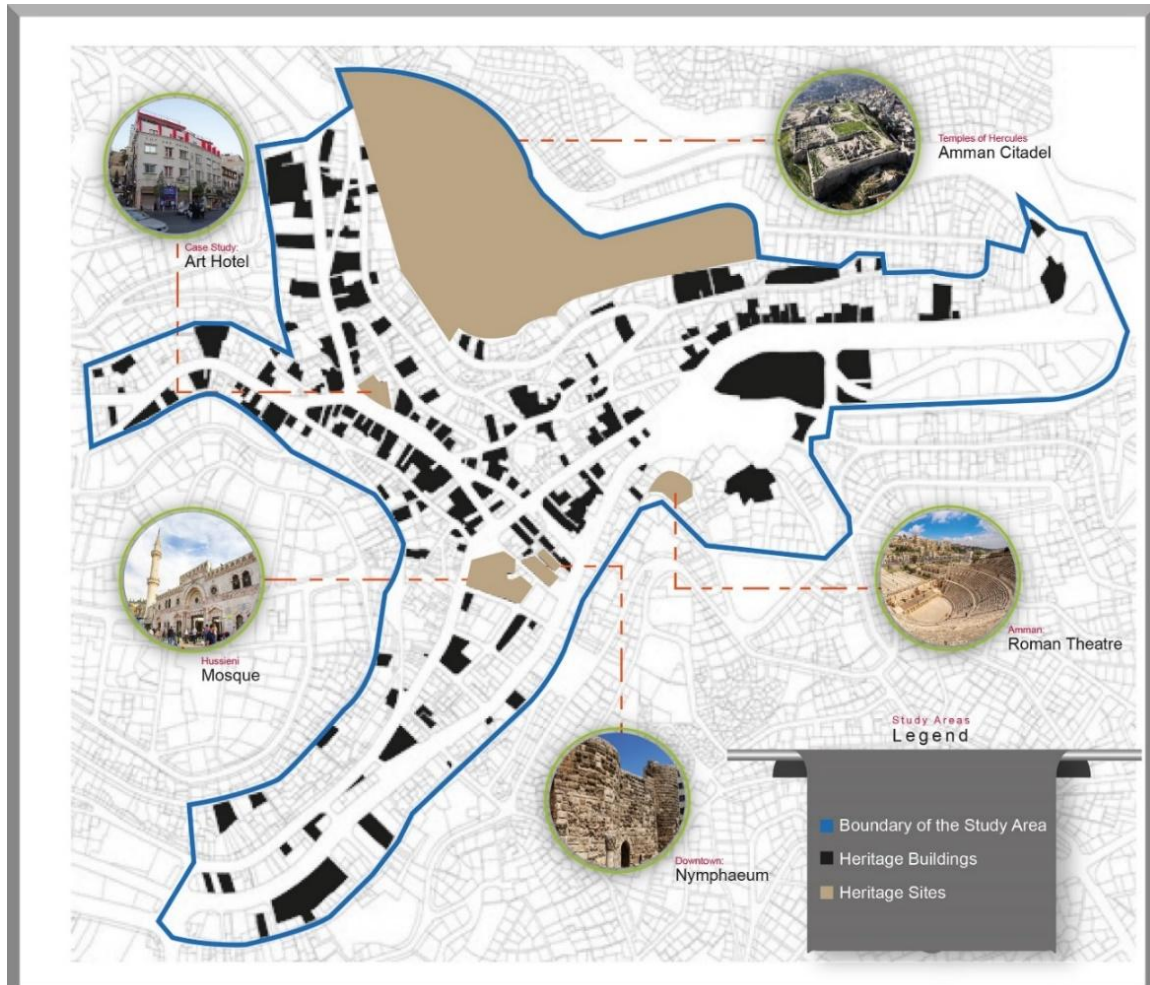 Temples of Hercules
Amman Citadel
Case Study:
Art Hotel
Hussieni
Mosque
Amman:
Roman Theatre
Downtown:
Nymphaeum
Study Areas
Legend
Boundary of the Study Area
Heritage Buildings
Heritage Sites